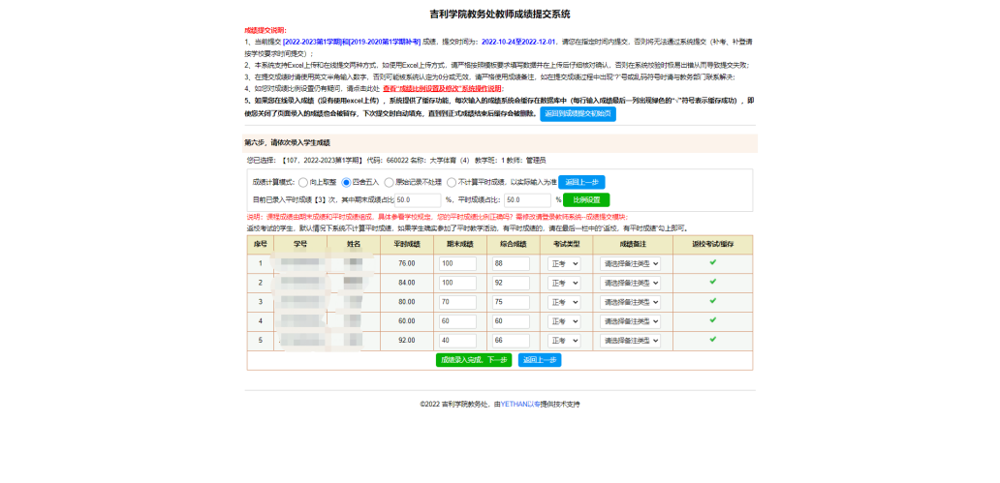 吉利学院教务处教师成绩提交系统
成绩提交说明：
1、当前提交 [2022-2023第1学期]和[2019-2020第1学期补考] 成绩，提交时间为：2022-10-24至2022-12-01，请您在指定时间内提交，否则将无法通过系统提交（补考、补登请
按学校要求时间提交）；
2、本系统支持Excel上传和在线提交两种方式，如使用Excel上传方式，请严格按照模板要求填写数据并在上传后仔细核对确认，否则在系统校验时极易出错从而导致提交失败；
3、在提交成绩时请使用英文半角输入数字，否则可能被系统认定为0分或无效，请严格使用成绩备注，如在提交成绩过程中出现"?"号或乱码符号时请与教务部门联系解决；
4、如您对成绩比例设置仍有疑问，请点击此处 查看"成绩比例设置及修改"系统操作说明；
5、如果您在线录入成绩（没有使用excel上传），系统提供了缓存功能，每次输入的成绩系统会缓存在数据库中（每行输入成绩最后一列出现绿色的"√"符号表示缓存成功），即
使您关闭了页面录入的成绩也会被留存，下次提交时自动填充，直到到正式成绩结束后缓存会被删除。 返回到成绩提交初始页
第六步，请依次录入学生成绩
您已选择：【107，2022-2023第1学期】 代码：660022 名称：大学体育（4） 教学班：1 教师：管理员
成绩计算模式： 向上取整 四舍五入 原始记录不处理 不计算平时成绩，以实际输入为准 返回上一步
目前已录入平时成绩【3】次，其中期末成绩占比 50.0 %，平时成绩占比： 50.0 % 比例设置
说明：课程成绩由期末成绩和平时成绩组成，具体参看学校规定，您的平时成绩比例正确吗？需修改请登录教师系统--成绩提交模块；
返校考试的学生，默认情况下系统不计算平时成绩，如果学生确实参加了平时教学活动，有平时成绩的，请在最后一栏中的"返校，有平时成绩"勾上即可。
序号 学号 姓名 平时成绩 期末成绩 综合成绩 考试类型 成绩备注 返校考试/缓存
1 76.00 100 88 正考 请选择备注类型 ✔
2 84.00 100 92 正考 请选择备注类型 ✔
3 80.00 70 75 正考 请选择备注类型 ✔
4 60.00 60 60 正考 请选择备注类型 ✔
5 92.00 40 66 正考 请选择备注类型 ✔
成绩录入完成，下一步 返回上一步
©2022 吉利学院教务处，由YETHAN以专提供技术支持